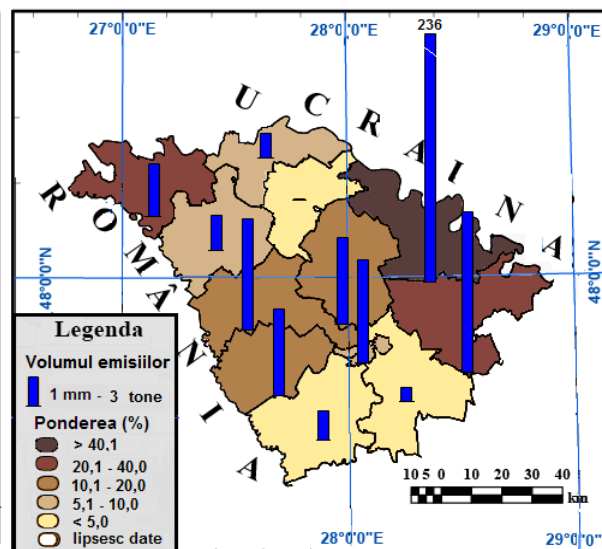 27°0'0"E 28°0'0"E 29°0'0"E
236
UCRAINA
ROMÂNIA
48°0'0"N
48°0'0"N
Legenda
Volumul emisiilor
1 mm - 3 tone
Ponderea (%)
> 40,1
20,1 - 40,0
10,1 - 20,0
5,1 - 10,0
< 5,0
lipsesc date
10 5 0 10 20 30 40
km
28°0'0"E 29°0'0"E